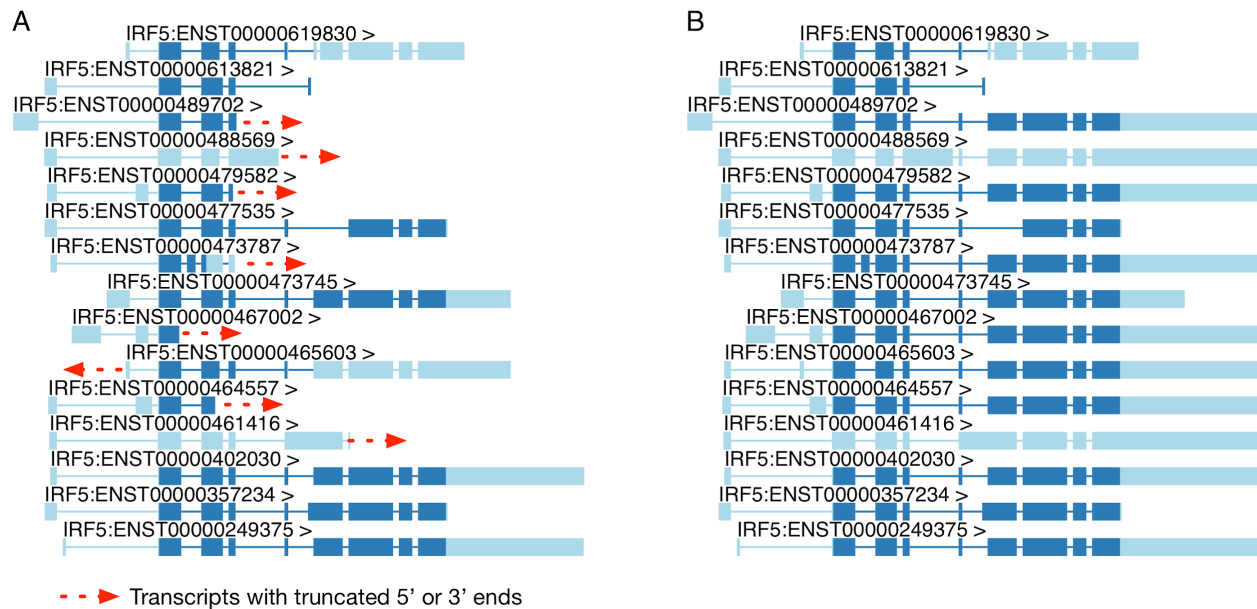 A
IRF5:ENST00000619830 >
IRF5:ENST00000613821 >
IRF5:ENST00000489702 >
IRF5:ENST00000488569 >
IRF5:ENST00000479582 >
IRF5:ENST00000477535 >
IRF5:ENST00000473787 >
IRF5:ENST00000473745 >
IRF5:ENST00000467002 >
IRF5:ENST00000465603 >
IRF5:ENST00000464557 >
IRF5:ENST00000461416 >
IRF5:ENST00000402030 >
IRF5:ENST00000357234 >
IRF5:ENST00000249375 >
Transcripts with truncated 5’ or 3’ ends
B
IRF5:ENST00000619830 >
IRF5:ENST00000613821 >
IRF5:ENST00000489702 >
IRF5:ENST00000488569 >
IRF5:ENST00000479582 >
IRF5:ENST00000477535 >
IRF5:ENST00000473787 >
IRF5:ENST00000473745 >
IRF5:ENST00000467002 >
IRF5:ENST00000465603 >
IRF5:ENST00000464557 >
IRF5:ENST00000461416 >
IRF5:ENST00000402030 >
IRF5:ENST00000357234 >
IRF5:ENST00000249375 >